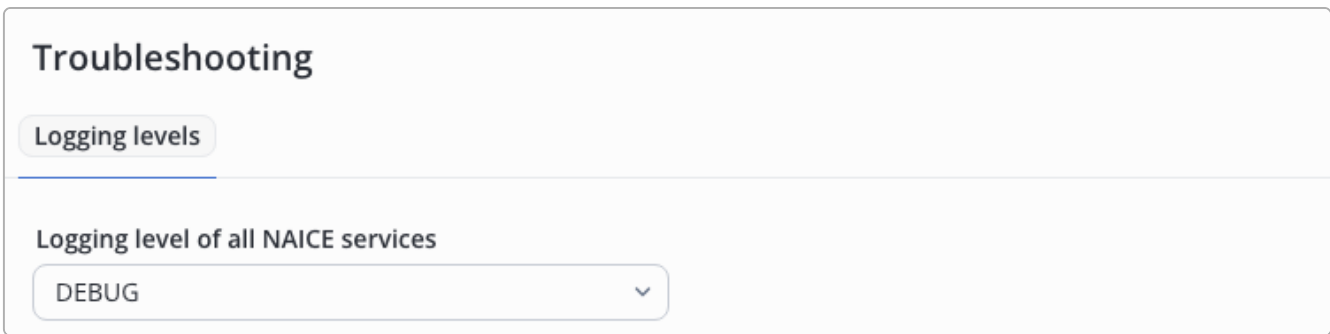 Troubleshooting
Logging levels
Logging level of all NAICE services
DEBUG